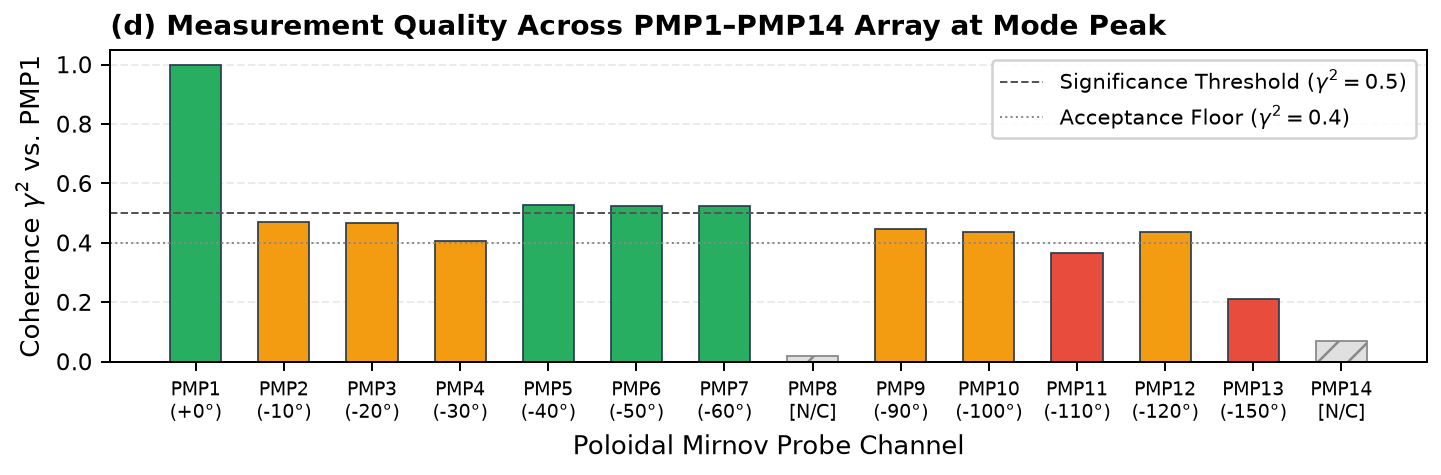 (d) Measurement Quality Across PMP1–PMP14 Array at Mode Peak
Coherence γ² vs. PMP1
1.0
0.8
0.6
0.4
0.2
0.0
Significance Threshold (γ² = 0.5)
Acceptance Floor (γ² = 0.4)
PMP1 PMP2 PMP3 PMP4 PMP5 PMP6 PMP7 PMP8 PMP9 PMP10 PMP11 PMP12 PMP13 PMP14
(+0°) (-10°) (-20°) (-30°) (-40°) (-50°) (-60°) [N/C] (-90°) (-100°) (-110°) (-120°) (-150°) [N/C]
Poloidal Mirnov Probe Channel